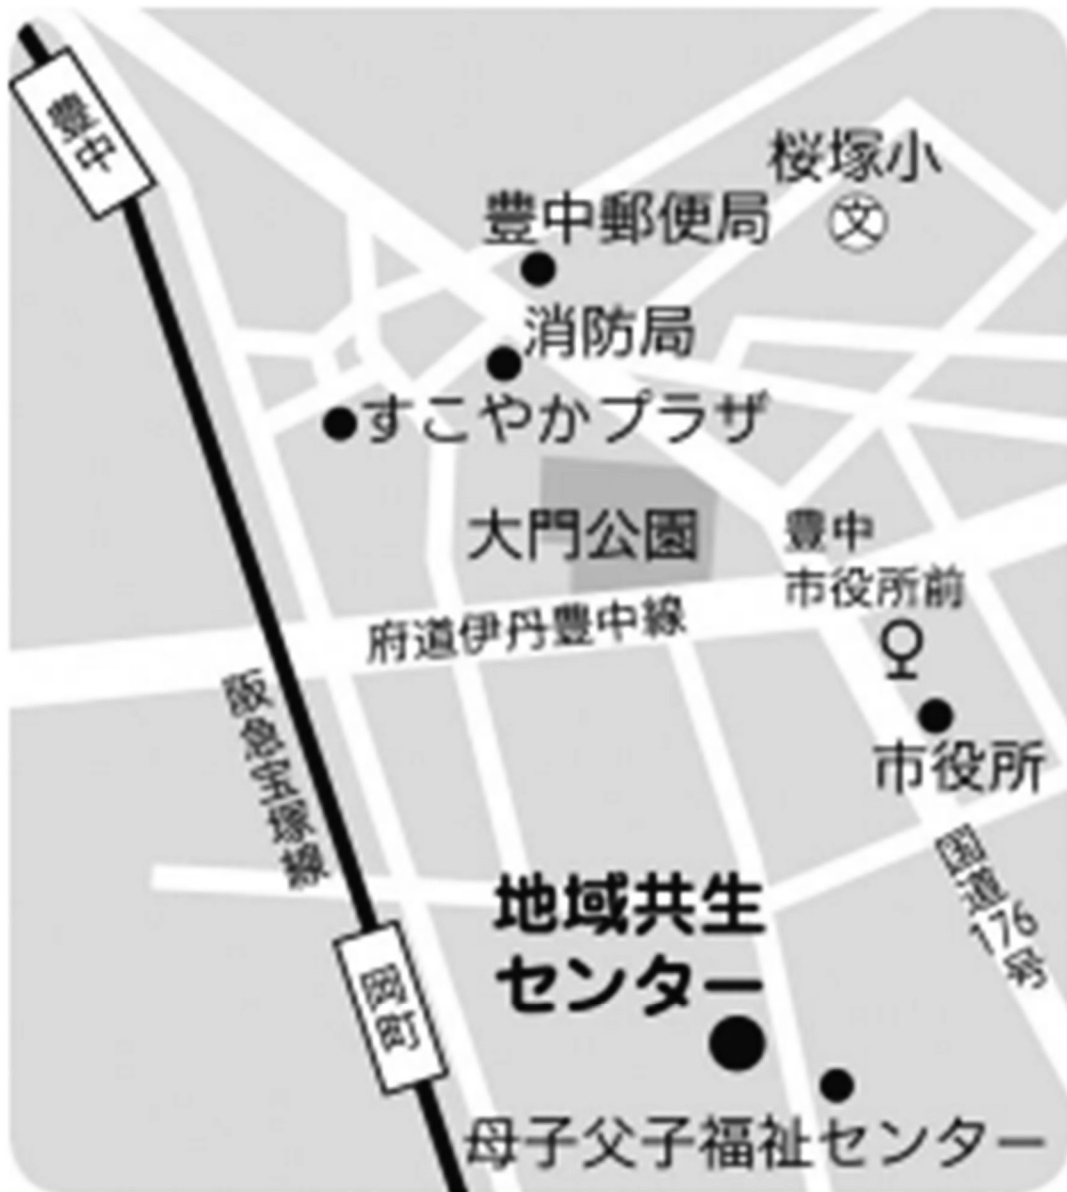 豊中
桜塚小
文
豊中郵便局
消防局
すこやかプラザ
大門公園
豊中
市役所前
府道伊丹豊中線
阪急宝塚線
市役所
国道176号
地域共生
センター
岡町
母子父子福祉センター